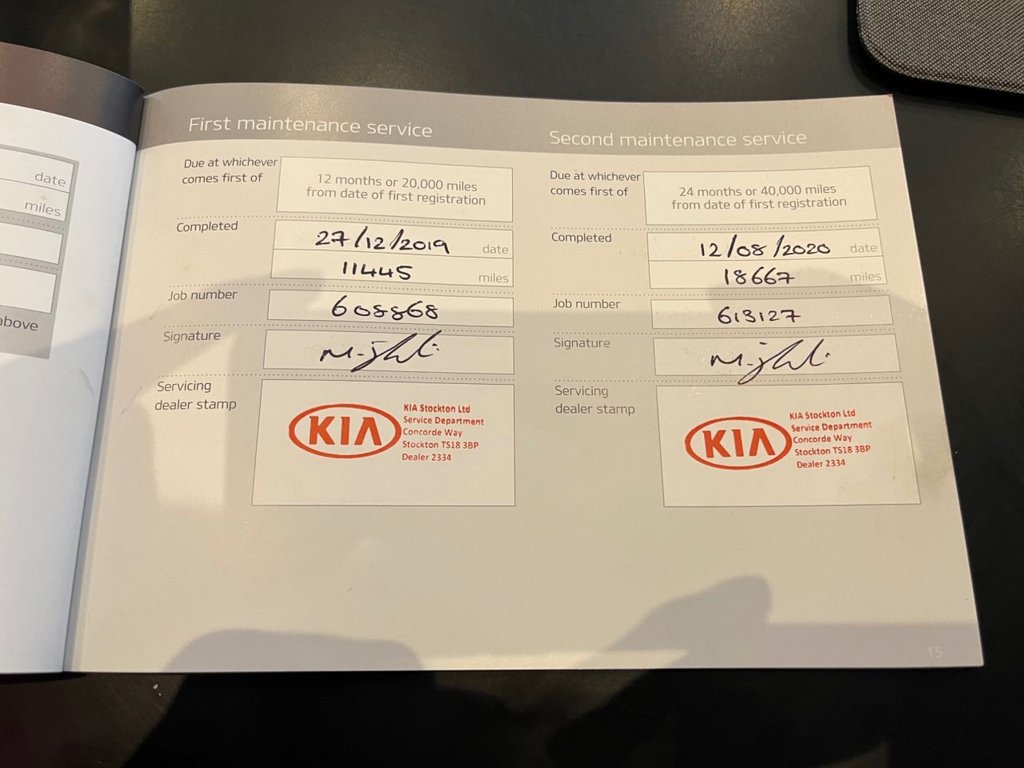 date
miles
above
First maintenance service
Due at whichever
comes first of
12 months or 20,000 miles
from date of first registration
Completed
27/12/2019 date
11445 miles
Job number
608868
Signature
Servicing
dealer stamp
KIA
KIA Stockton Ltd
Service Department
Concorde Way
Stockton TS18 3BP
Dealer 2334
Second maintenance service
Due at whichever
comes first of
24 months or 40,000 miles
from date of first registration
Completed
12/08/2020 date
18667 miles
Job number
613127
Signature
Servicing
dealer stamp
KIA
KIA Stockton Ltd
Service Department
Concorde Way
Stockton TS18 3BP
Dealer 2334
15